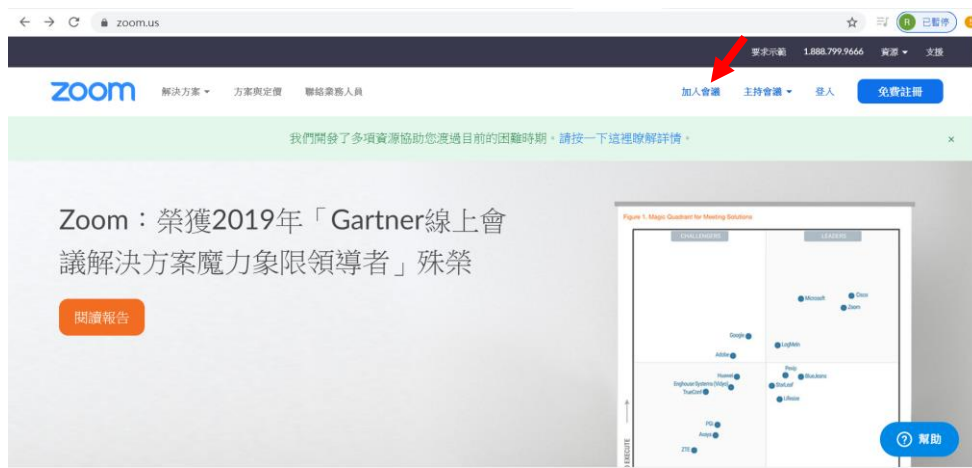 zoom.us
R 已暫停
要求示範 1.888.799.9666 資源 支援
zoom 解決方案 方案與定價 聯絡業務人員 加入會議 主持會議 登入 免費註冊
我們開發了多項資源協助您渡過目前的困難時期。請按一下這裡瞭解詳情。 ×
Zoom：榮獲2019年「Gartner線上會
議解決方案魔力象限領導者」殊榮
閱讀報告
Figure 1. Magic Quadrant for Meeting Solutions
CHALLENGERS LEADERS
Microsoft
Cisco
Zoom
Google
LogMeIn
Adobe
Pexip
Huawei
BlueJeans
Enghouse Systems (Vidyo)
StarLeaf
TrueConf
Lifesize
PGi
Avaya
ZTE
EXECUTE
? 幫助